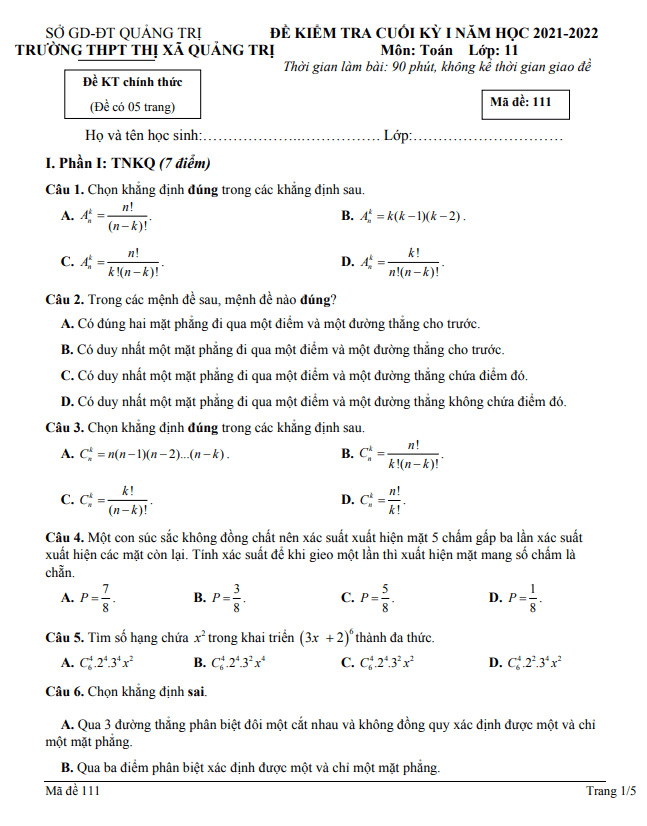 SỞ GD-ĐT QUẢNG TRỊ
TRƯỜNG THPT THỊ XÃ QUẢNG TRỊ
ĐỀ KIỂM TRA CUỐI KỲ I NĂM HỌC 2021-2022
Môn: Toán Lớp: 11
Thời gian làm bài: 90 phút, không kể thời gian giao đề
Đề KT chính thức
(Đề có 05 trang)
Mã đề: 111
Họ và tên học sinh:………………….……………… Lớp:…………………………
I. Phần I: TNKQ (7 điểm)
Câu 1. Chọn khẳng định đúng trong các khẳng định sau.
A. $A_n^k = \frac{n!}{(n-k)!}$. B. $A_n^k = k(k-1)(k-2)$.
C. $A_n^k = \frac{n!}{k!(n-k)!}$. D. $A_n^k = \frac{k!}{n!(n-k)!}$.
Câu 2. Trong các mệnh đề sau, mệnh đề nào đúng?
A. Có đúng hai mặt phẳng đi qua một điểm và một đường thẳng cho trước.
B. Có duy nhất một mặt phẳng đi qua một điểm và một đường thẳng cho trước.
C. Có duy nhất một mặt phẳng đi qua một điểm và một đường thẳng chứa điểm đó.
D. Có duy nhất một mặt phẳng đi qua một điểm và một đường thẳng không chứa điểm đó.
Câu 3. Chọn khẳng định đúng trong các khẳng định sau.
A. $C_n^k = n(n-1)(n-2)...(n-k)$. B. $C_n^k = \frac{n!}{k!(n-k)!}$.
C. $C_n^k = \frac{k!}{(n-k)!}$. D. $C_n^k = \frac{n!}{k!}$.
Câu 4. Một con súc sắc không đồng chất nên xác suất xuất hiện mặt 5 chấm gấp ba lần xác suất
xuất hiện các mặt còn lại. Tính xác suất để khi gieo một lần thì xuất hiện mặt mang số chấm là
chẵn.
A. $P = \frac{7}{8}$. B. $P = \frac{3}{8}$. C. $P = \frac{5}{8}$. D. $P = \frac{1}{8}$.
Câu 5. Tìm số hạng chứa $x^2$ trong khai triển $(3x + 2)^6$ thành đa thức.
A. $C_6^4.2^4.3^4 x^2$ B. $C_6^4.2^4.3^2 x^4$ C. $C_6^4.2^4.3^2 x^2$ D. $C_6^4.2^2.3^4 x^2$
Câu 6. Chọn khẳng định sai.
A. Qua 3 đường thẳng phân biệt đôi một cắt nhau và không đồng quy xác định được một và chỉ
một mặt phẳng.
B. Qua ba điểm phân biệt xác định được một và chỉ một mặt phẳng.
Mã đề 111 Trang 1/5